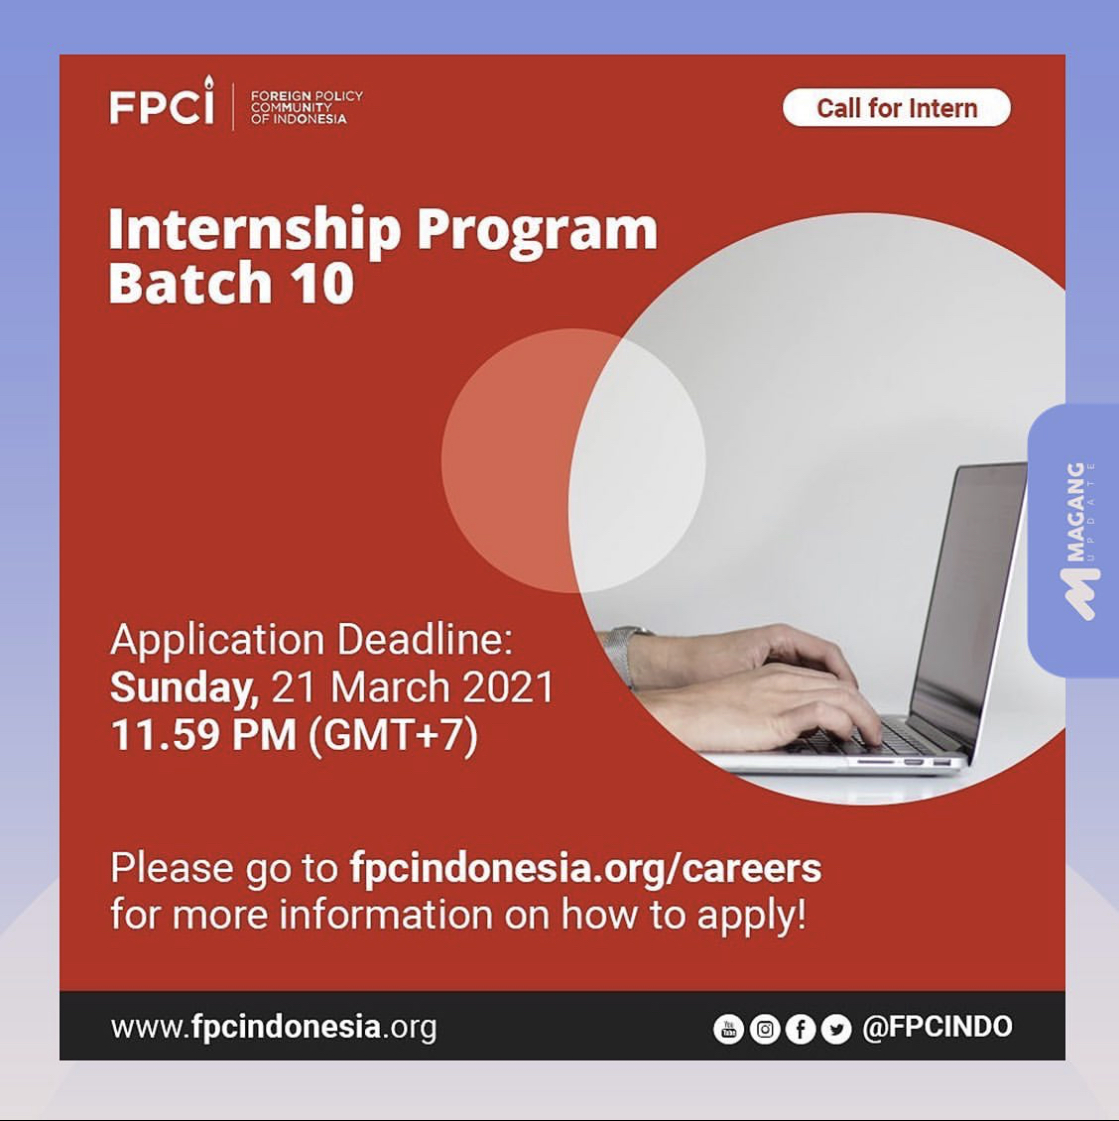 FPCI
FOREIGN POLICY
COMMUNITY
OF INDONESIA
Call for Intern
Internship Program
Batch 10
MAGANG
UPDATE
Application Deadline:
Sunday, 21 March 2021
11.59 PM (GMT+7)
Please go to fpcindonesia.org/careers
for more information on how to apply!
www.fpcindonesia.org
You
Tube
@FPCINDO